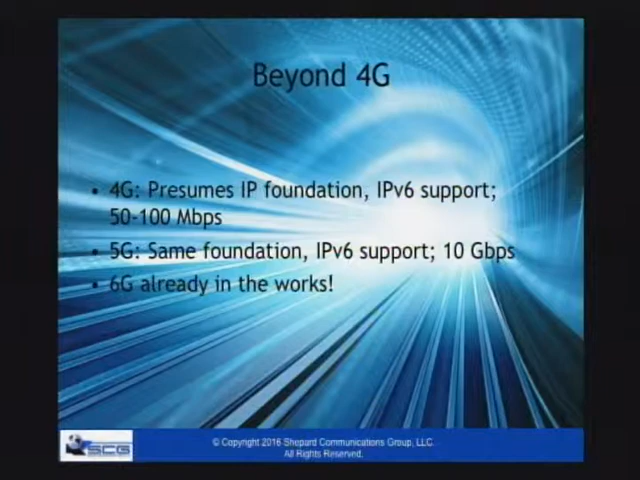 Beyond 4G
• 4G: Presumes IP foundation, IPv6 support;
50-100 Mbps
• 5G: Same foundation, IPv6 support; 10 Gbps
• 6G already in the works!
SCG
© Copyright 2016 Shepard Communications Group, LLC.
All Rights Reserved.